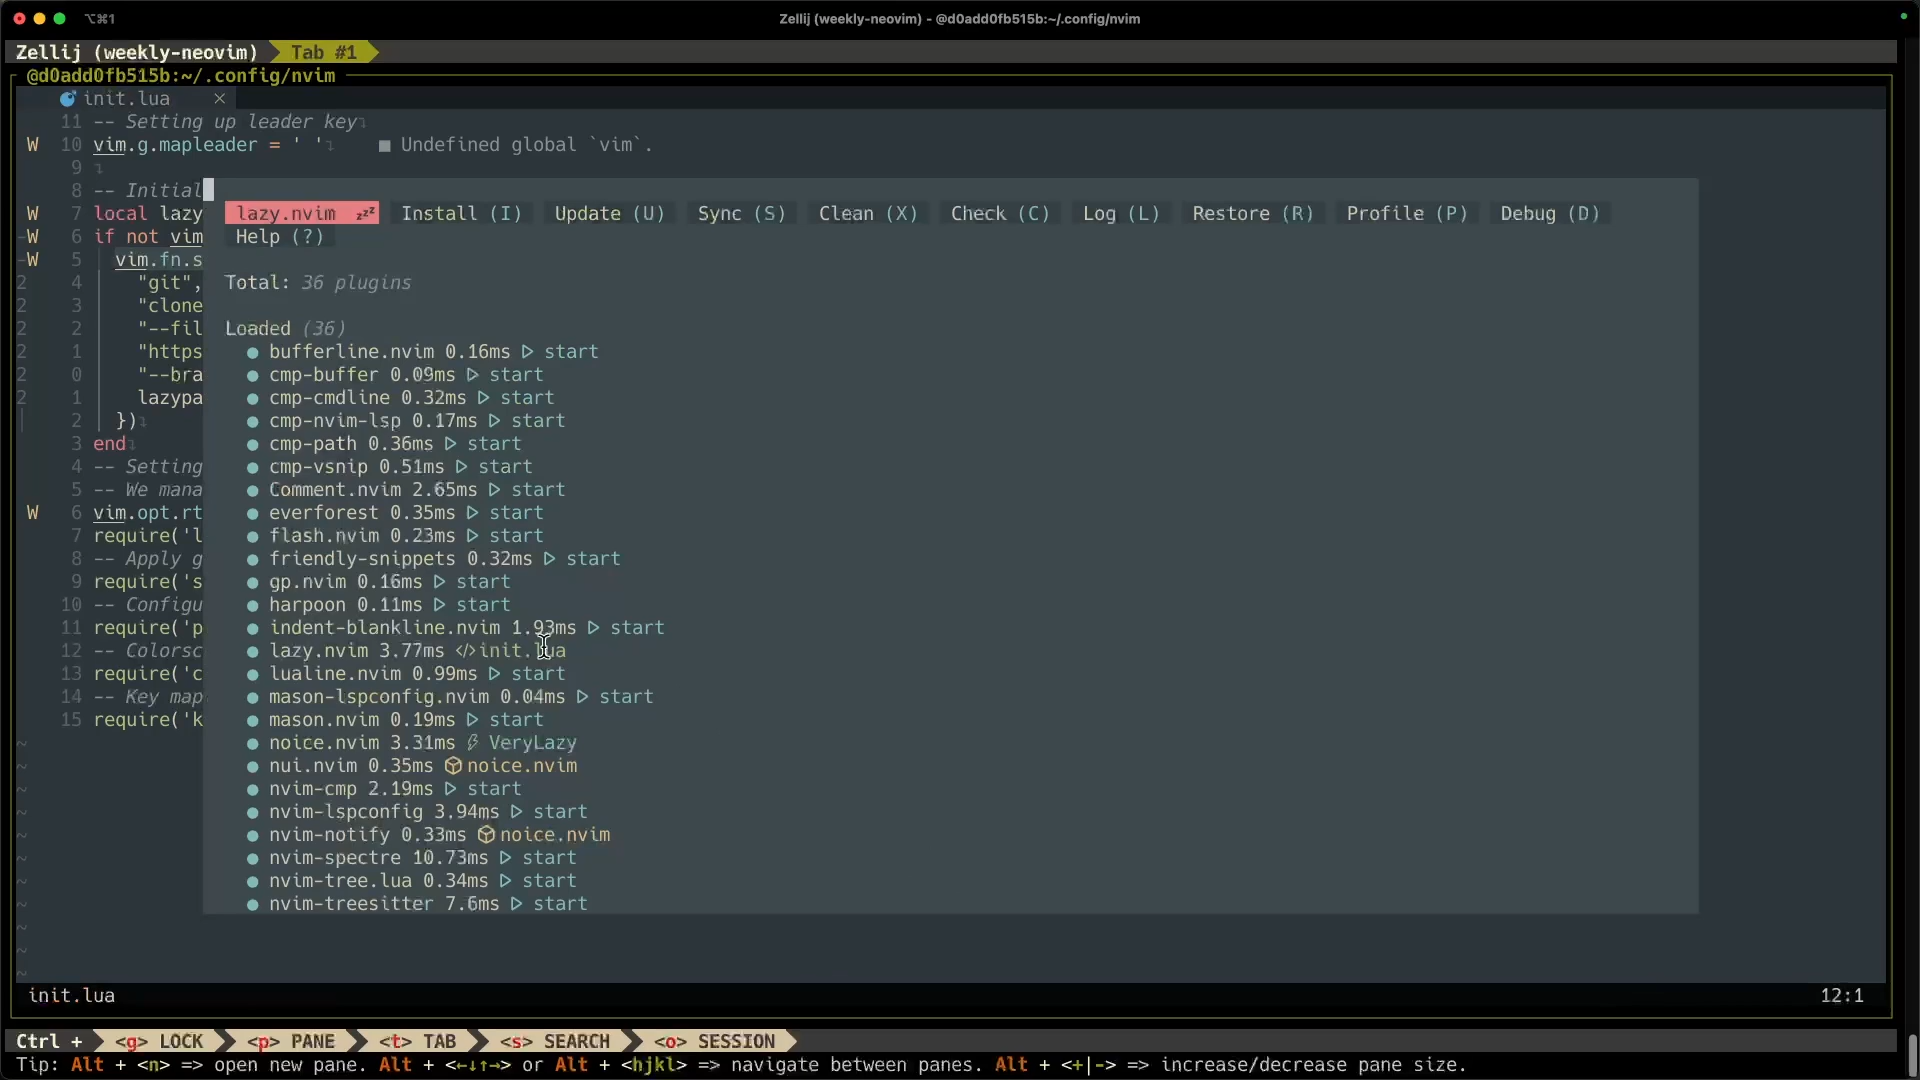 ⌥⌘1 Zellij (weekly-neovim) - @d0add0fb515b:~/.config/nvim
Zellij (weekly-neovim) Tab #1
@d0add0fb515b:~/.config/nvim
init.lua ×
11 -- Setting up leader key
W 10 vim.g.mapleader = ' ' ■ Undefined global `vim`.
9
8 -- Initial
W 7 local lazy lazy.nvim zzz Install (I) Update (U) Sync (S) Clean (X) Check (C) Log (L) Restore (R) Profile (P) Debug (D)
-W 6 if not vim Help (?)
-W 5 vim.fn.s
2 4 "git", Total: 36 plugins
2 3 "clone
2 2 "--fil Loaded (36)
2 1 "https ● bufferline.nvim 0.16ms ▷ start
2 0 "--bra ● cmp-buffer 0.09ms ▷ start
2 1 lazypa ● cmp-cmdline 0.32ms ▷ start
2 }) ● cmp-nvim-lsp 0.17ms ▷ start
3 end ● cmp-path 0.36ms ▷ start
4 -- Setting ● cmp-vsnip 0.51ms ▷ start
5 -- We mana ● Comment.nvim 2.65ms ▷ start
W 6 vim.opt.rt ● everforest 0.35ms ▷ start
7 require('l ● flash.nvim 0.23ms ▷ start
8 -- Apply g ● friendly-snippets 0.32ms ▷ start
9 require('s ● gp.nvim 0.16ms ▷ start
10 -- Configu ● harpoon 0.11ms ▷ start
11 require('p ● indent-blankline.nvim 1.93ms ▷ start
12 -- Colorsc ● lazy.nvim 3.77ms </> init.lua
13 require('c ● lualine.nvim 0.99ms ▷ start
14 -- Key map ● mason-lspconfig.nvim 0.04ms ▷ start
15 require('k ● mason.nvim 0.19ms ▷ start
~ ● noice.nvim 3.31ms VeryLazy
~ ● nui.nvim 0.35ms noice.nvim
~ ● nvim-cmp 2.19ms ▷ start
~ ● nvim-lspconfig 3.94ms ▷ start
~ ● nvim-notify 0.33ms noice.nvim
~ ● nvim-spectre 10.73ms ▷ start
~ ● nvim-tree.lua 0.34ms ▷ start
~ ● nvim-treesitter 7.6ms ▷ start
~
~
~
init.lua 12:1
Ctrl + <g> LOCK <p> PANE <t> TAB <s> SEARCH <o> SESSION
Tip: Alt + <n> => open new pane. Alt + <←↓↑→> or Alt + <hjkl> => navigate between panes. Alt + <+|-> => increase/decrease pane size.